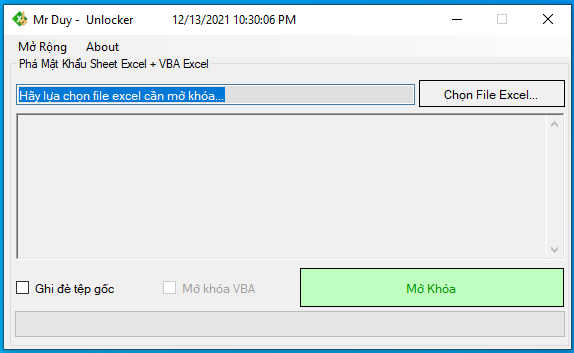 Mr Duy - Unlocker 12/13/2021 10:30:06 PM
Mở Rộng About
Phá Mật Khẩu Sheet Excel + VBA Excel
Hãy lựa chọn file excel cần mở khóa...
Chọn File Excel...
Ghi đè tệp gốc
Mở khóa VBA
Mở Khóa